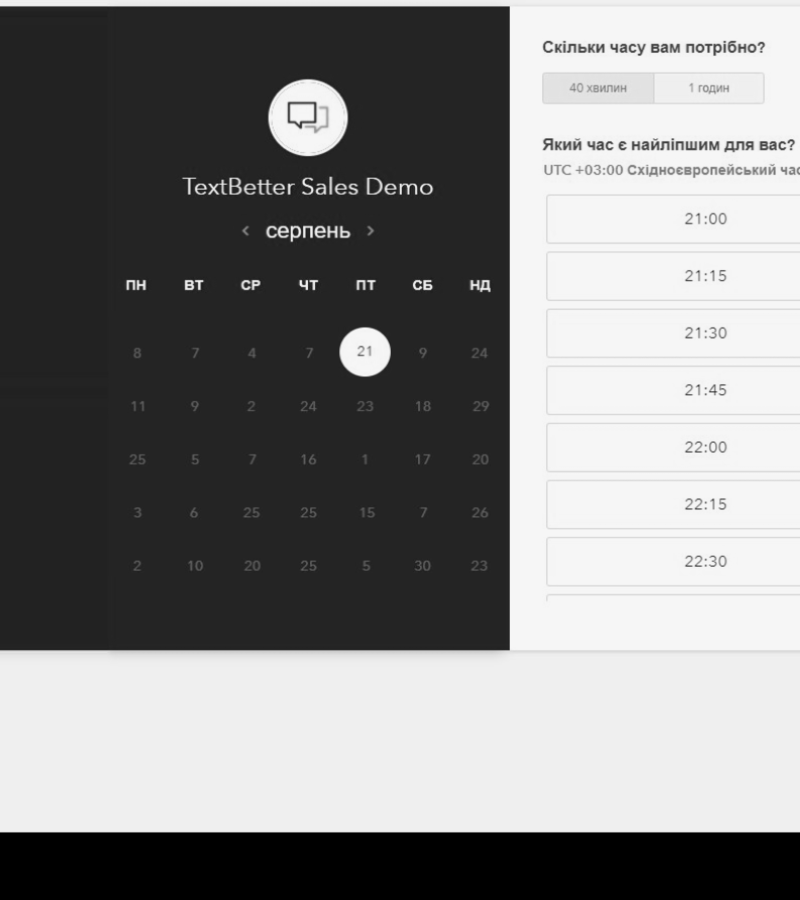 TextBetter Sales Demo
‹ серпень ›
ПН ВТ СР ЧТ ПТ СБ НД
8 7 4 7 21 9 24
11 9 2 24 23 18 29
25 5 7 16 1 17 20
3 6 25 25 15 7 26
2 10 20 25 5 30 23
Скільки часу вам потрібно?
40 хвилин 1 годин
Який час є найліпшим для вас?
UTC +03:00 Східноєвропейський час
21:00
21:15
21:30
21:45
22:00
22:15
22:30